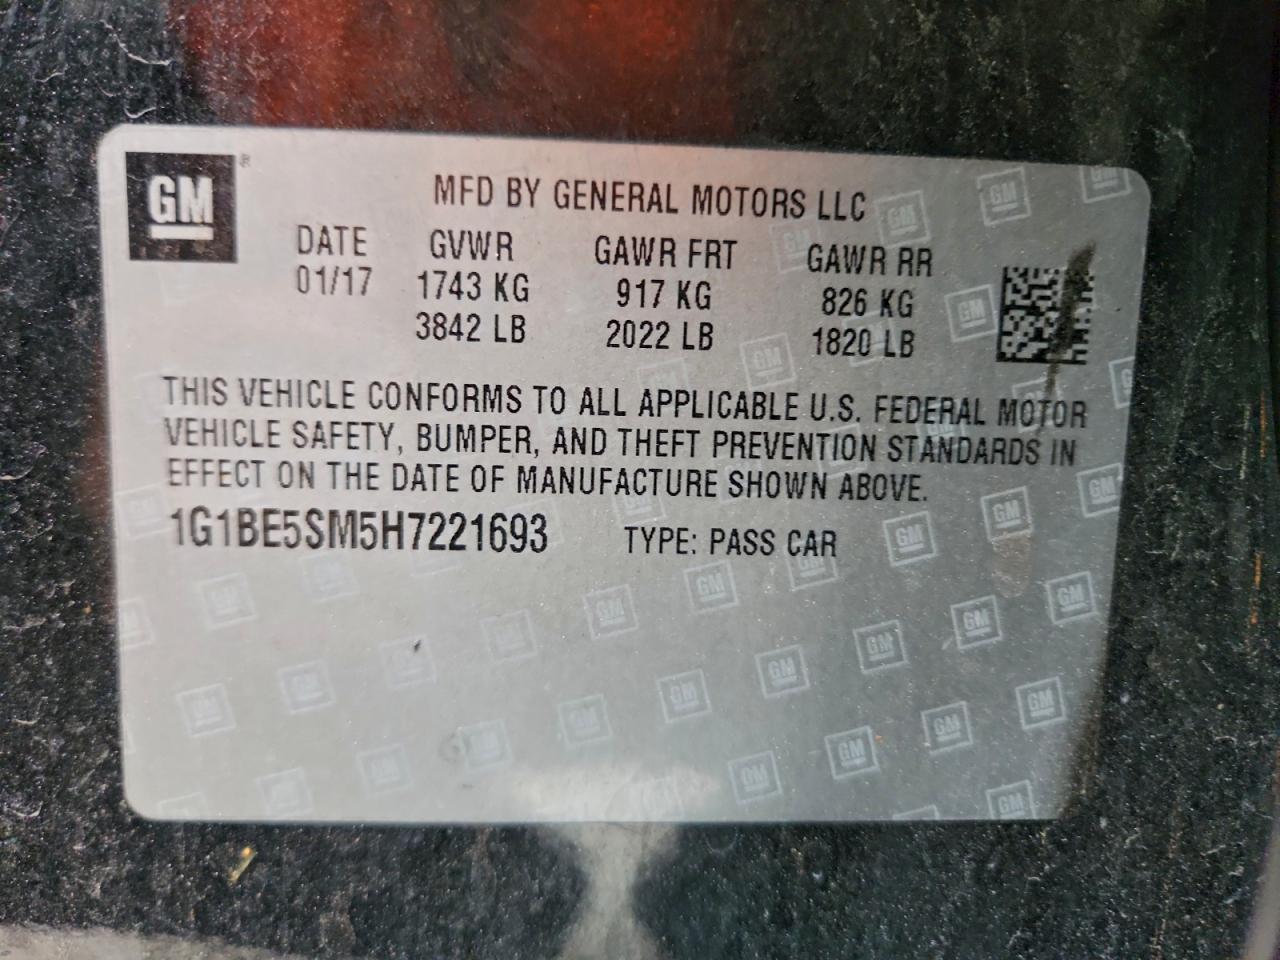 GM®
MFD BY GENERAL MOTORS LLC
DATE GVWR GAWR FRT GAWR RR
01/17 1743 KG 917 KG 826 KG
3842 LB 2022 LB 1820 LB
THIS VEHICLE CONFORMS TO ALL APPLICABLE U.S. FEDERAL MOTOR
VEHICLE SAFETY, BUMPER, AND THEFT PREVENTION STANDARDS IN
EFFECT ON THE DATE OF MANUFACTURE SHOWN ABOVE.
1G1BE5SM5H7221693 TYPE: PASS CAR